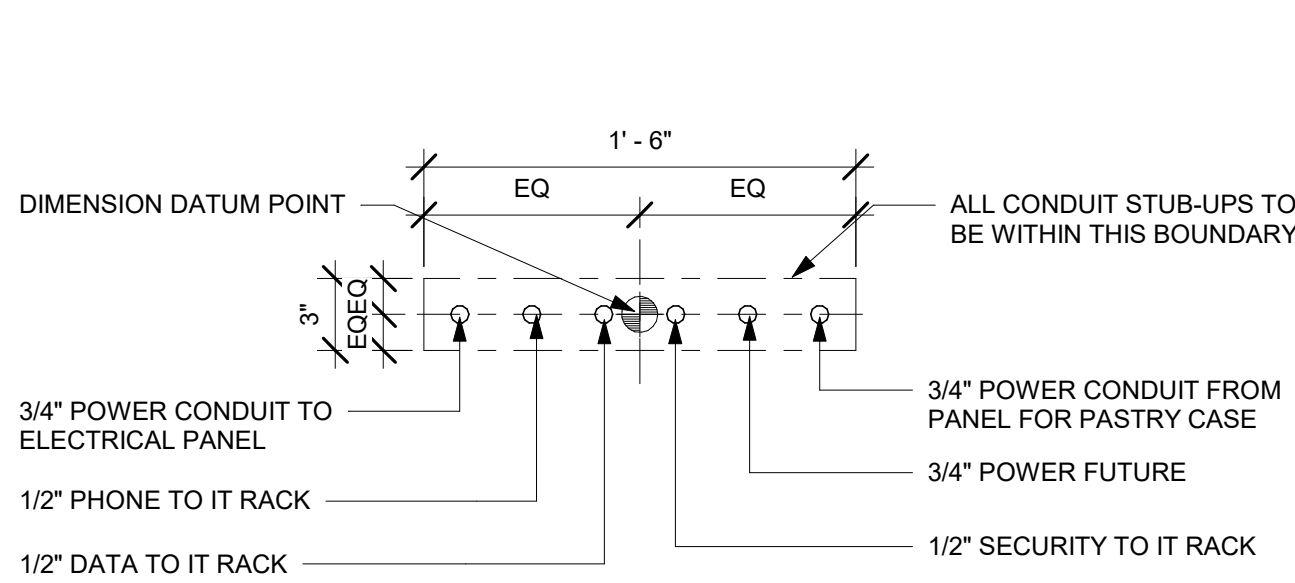 1' - 6"
EQ
EQ
DIMENSION DATUM POINT
ALL CONDUIT STUB-UPS TO
BE WITHIN THIS BOUNDARY
3"
EQ
EQ
3/4" POWER CONDUIT TO
ELECTRICAL PANEL
3/4" POWER CONDUIT FROM
PANEL FOR PASTRY CASE
3/4" POWER FUTURE
1/2" PHONE TO IT RACK
1/2" SECURITY TO IT RACK
1/2" DATA TO IT RACK